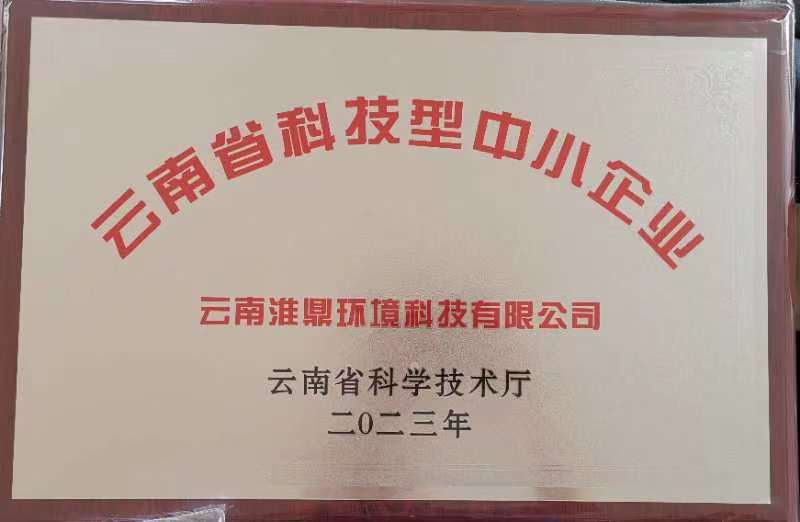 云南省科技型中小企业
云南淮鼎环境科技有限公司
云南省科学技术厅
二0二三年